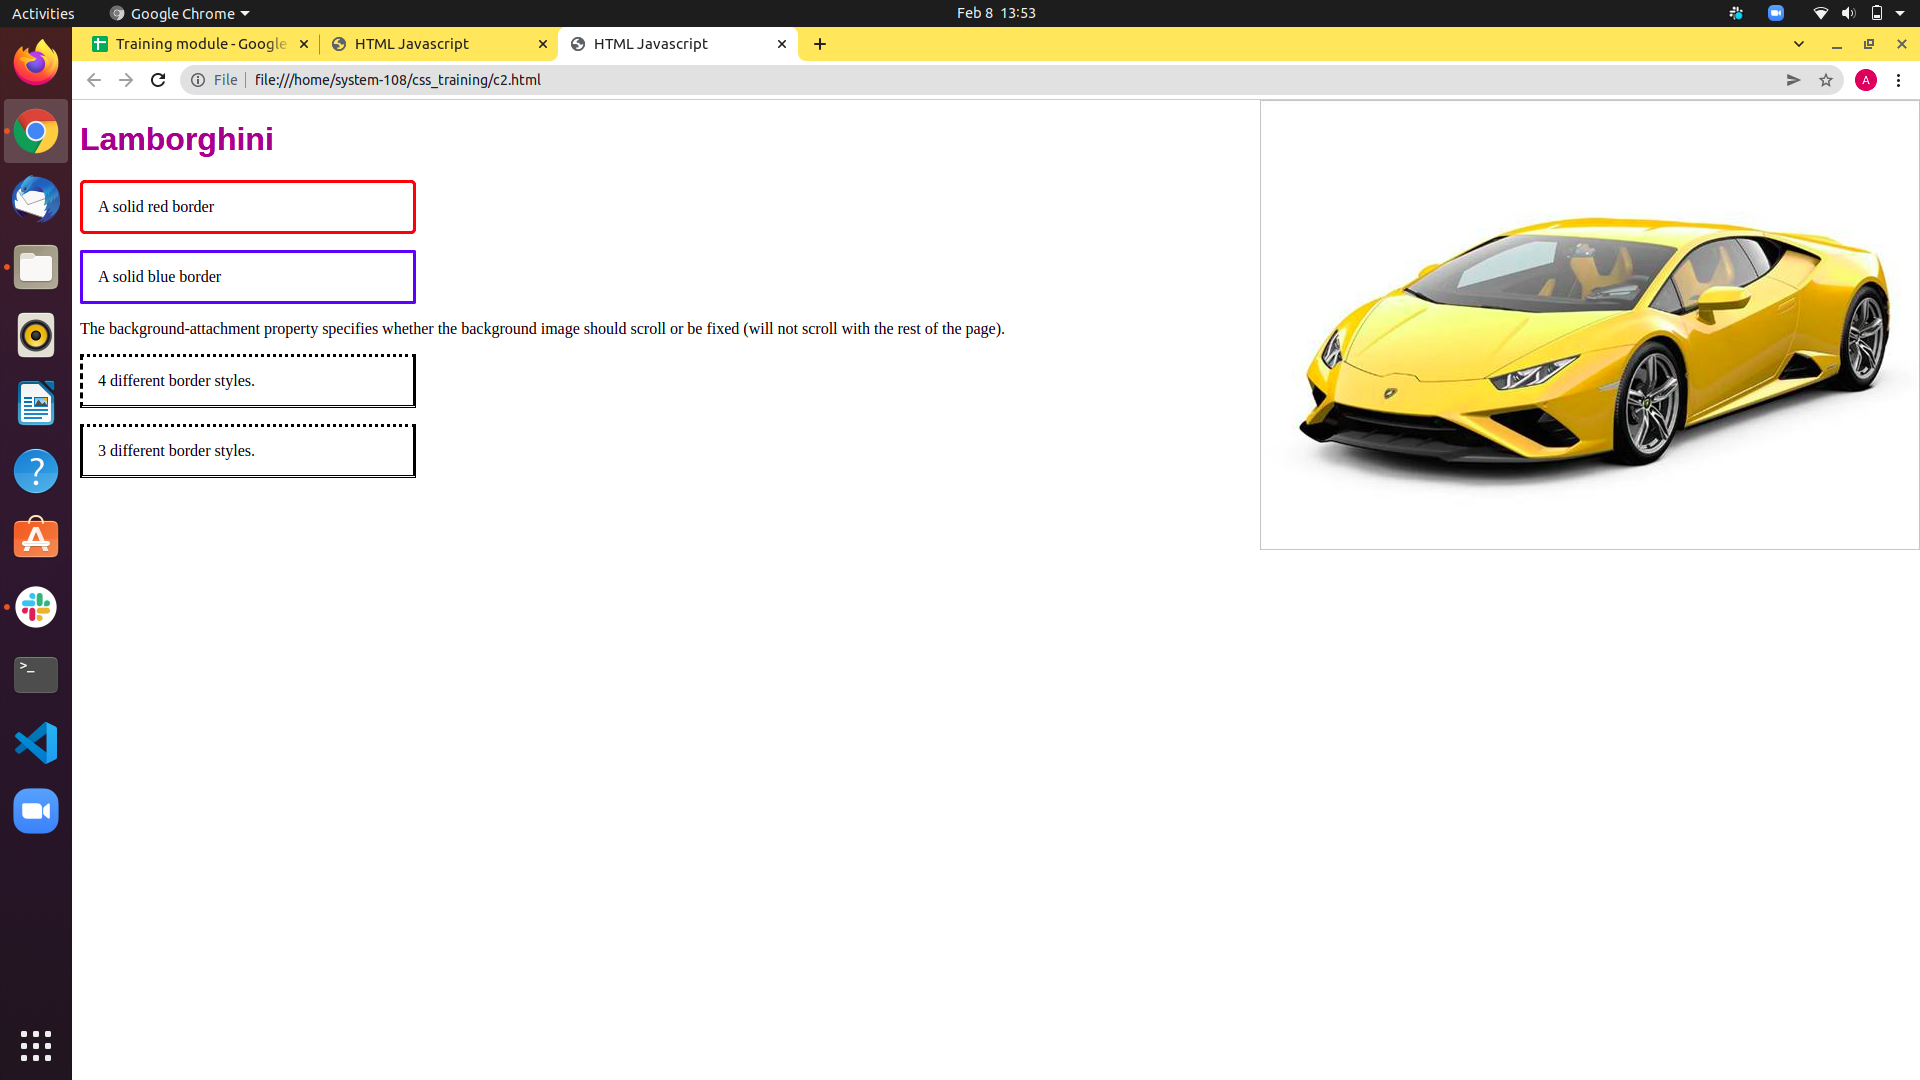 Activities
Google Chrome
Feb 8 13:53
Training module - Google
HTML Javascript
HTML Javascript
File
file:///home/system-108/css_training/c2.html
A
Lamborghini
A solid red border
A solid blue border
The background-attachment property specifies whether the background image should scroll or be fixed (will not scroll with the rest of the page).
4 different border styles.
3 different border styles.